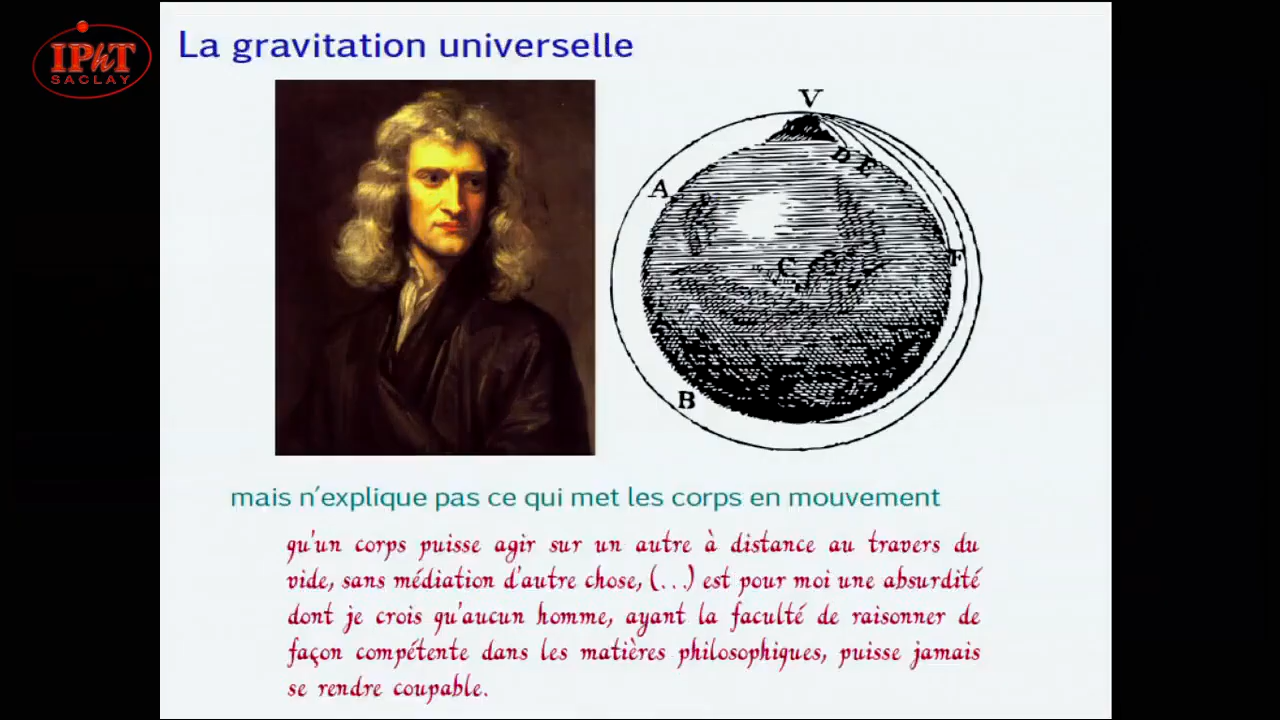 IPhT
SACLAY
La gravitation universelle
V
D E
A
C
F
B
mais n'explique pas ce qui met les corps en mouvement
qu'un corps puisse agir sur un autre à distance au travers du
vide, sans médiation d'autre chose, (...) est pour moi une absurdité
dont je crois qu'aucun homme, ayant la faculté de raisonner de
façon compétente dans les matières philosophiques, puisse jamais
se rendre coupable.